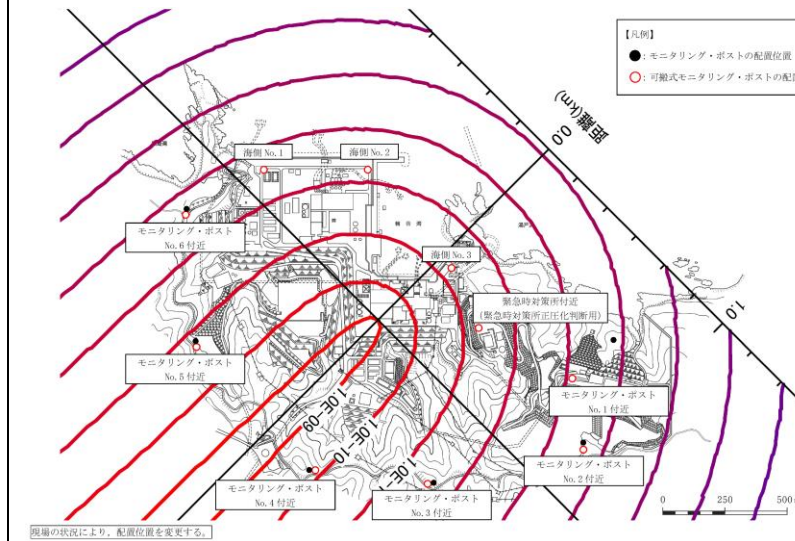 【凡例】
●：モニタリング・ポストの配置位置
○：可搬式モニタリング・ポストの配置
距離(km)
0.0
1.0
海側 No.1
海側 No.2
海側 No.3
モニタリング・ポスト
No.6 付近
緊急時対策所付近
(緊急時対策所正圧化判断用)
モニタリング・ポスト
No.5 付近
モニタリング・ポスト
No.1 付近
モニタリング・ポスト
No.2 付近
モニタリング・ポスト
No.4 付近
モニタリング・ポスト
No.3 付近
1.0E-09
1.0E-10
1.0E-1
0 250 500
現場の状況により，配置位置を変更する。